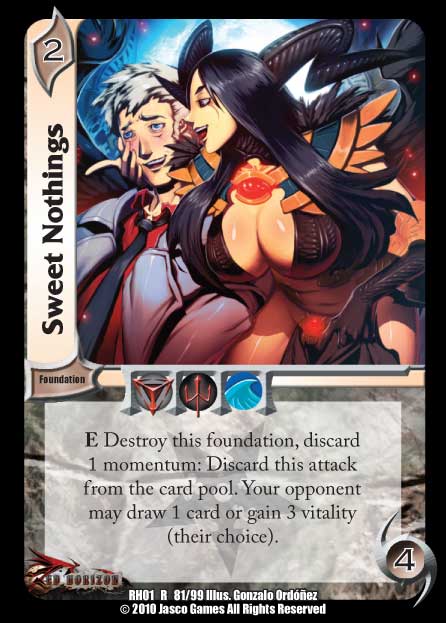 2
Sweet Nothings
Foundation
E Destroy this foundation, discard
1 momentum: Discard this attack
from the card pool. Your opponent
may draw 1 card or gain 3 vitality
(their choice).
4
RED HORIZON
RH01 R 81/99 Illus. Gonzalo Ordóñez
© 2010 Jasco Games All Rights Reserved